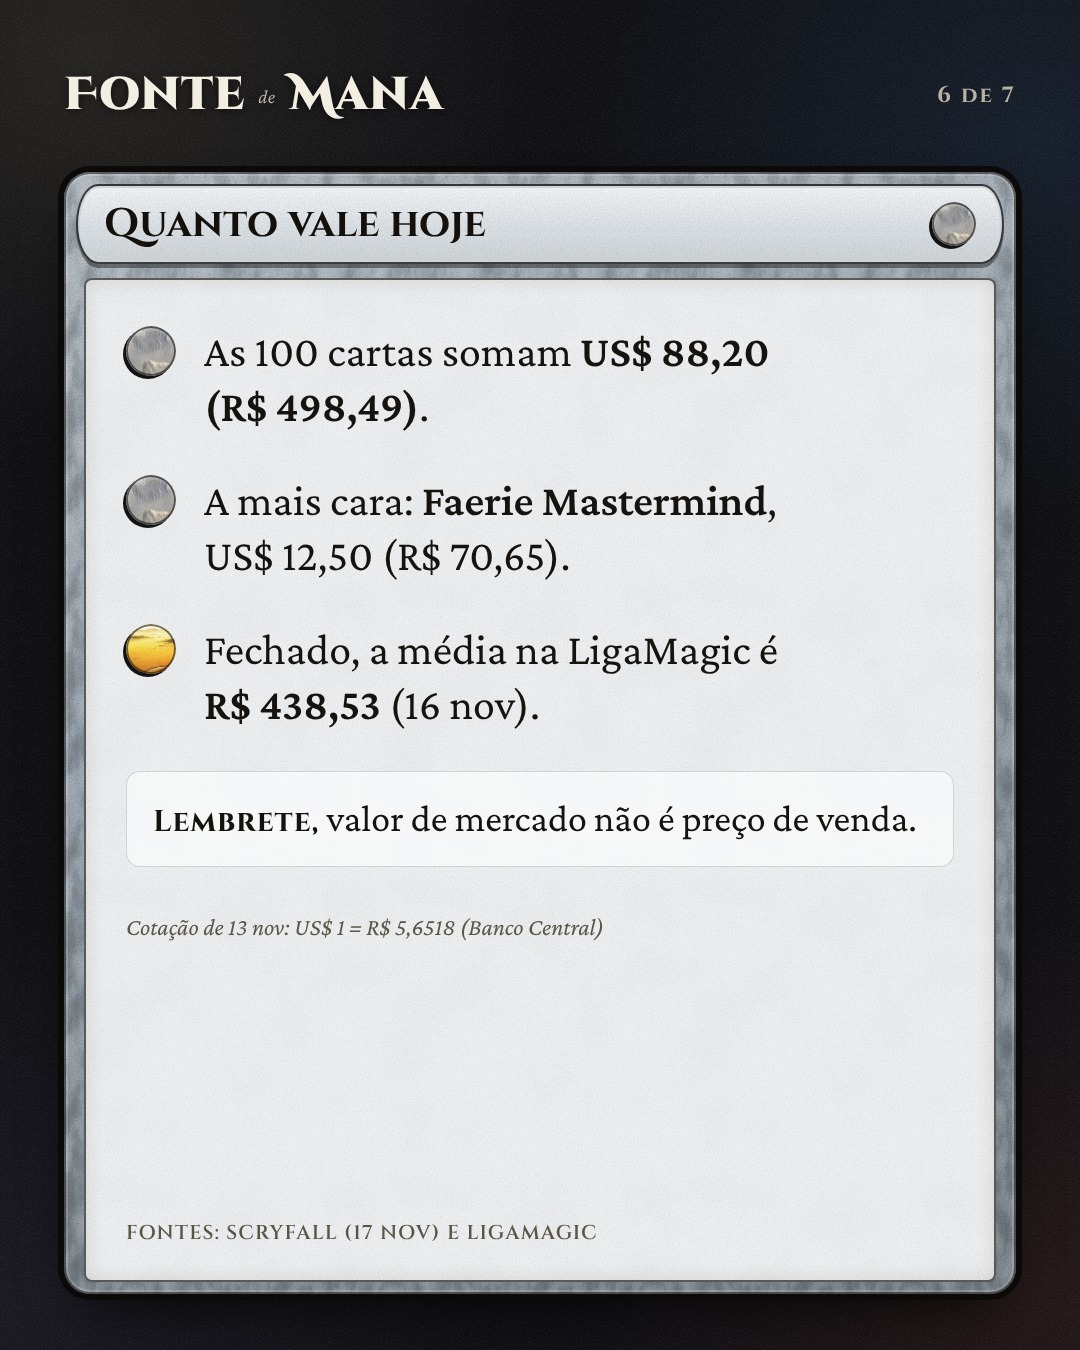 Fonte de Mana
6 de 7
Quanto vale hoje
As 100 cartas somam US$ 88,20
(R$ 498,49).
A mais cara: Faerie Mastermind,
US$ 12,50 (R$ 70,65).
Fechado, a média na LigaMagic é
R$ 438,53 (16 nov).
Lembrete, valor de mercado não é preço de venda.
Cotação de 13 nov: US$ 1 = R$ 5,6518 (Banco Central)
FONTES: SCRYFALL (17 NOV) E LIGAMAGIC